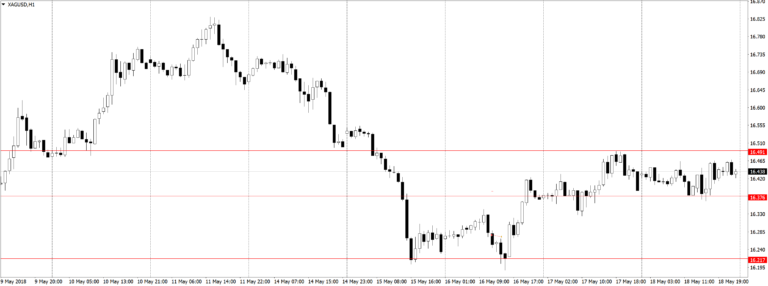 XAGUSD,H1
16.870
16.825
16.780
16.735
16.690
16.645
16.600
16.555
16.510
16.491
16.465
16.438
16.420
16.376
16.330
16.285
16.240
16.217
16.195
9 May 2018
9 May 20:00
10 May 05:00
10 May 13:00
10 May 21:00
11 May 06:00
11 May 14:00
11 May 22:00
14 May 07:00
14 May 15:00
14 May 23:00
15 May 08:00
15 May 16:00
16 May 01:00
16 May 09:00
16 May 17:00
17 May 02:00
17 May 10:00
17 May 18:00
18 May 03:00
18 May 11:00
18 May 19:00